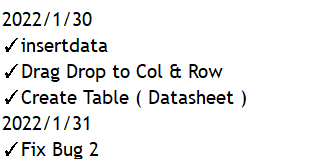 2022/1/30
✓insertdata
✓Drag Drop to Col & Row
✓Create Table ( Datasheet )
2022/1/31
✓Fix Bug 2